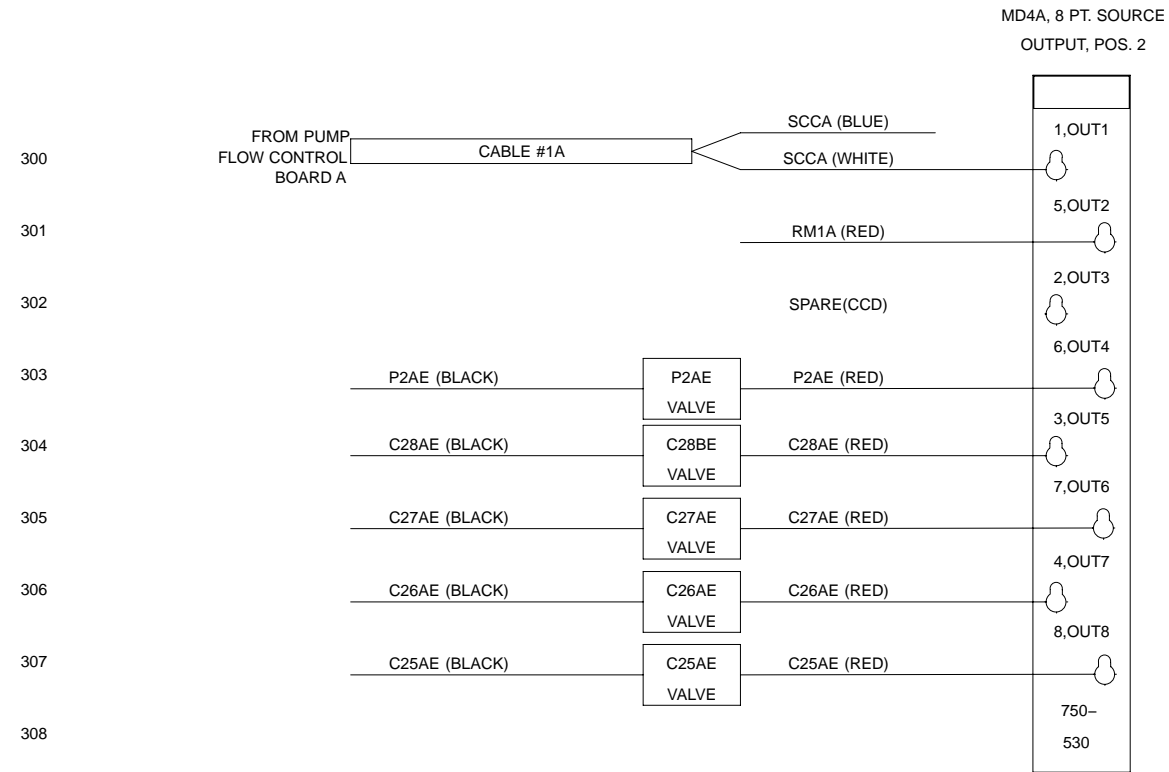 MD4A, 8 PT. SOURCE
OUTPUT, POS. 2
SCCA (BLUE)
1,OUT1
FROM PUMP
300
FLOW CONTROL
CABLE #1A
SCCA (WHITE)
BOARD A
5,OUT2
301
RM1A (RED)
2,OUT3
302
SPARE(CCD)
6,OUT4
303
P2AE (BLACK)
P2AE
P2AE (RED)
VALVE
3,OUT5
304
C28AE (BLACK)
C28BE
C28AE (RED)
VALVE
7,OUT6
305
C27AE (BLACK)
C27AE
C27AE (RED)
VALVE
4,OUT7
306
C26AE (BLACK)
C26AE
C26AE (RED)
VALVE
8,OUT8
307
C25AE (BLACK)
C25AE
C25AE (RED)
VALVE
750–
308
530